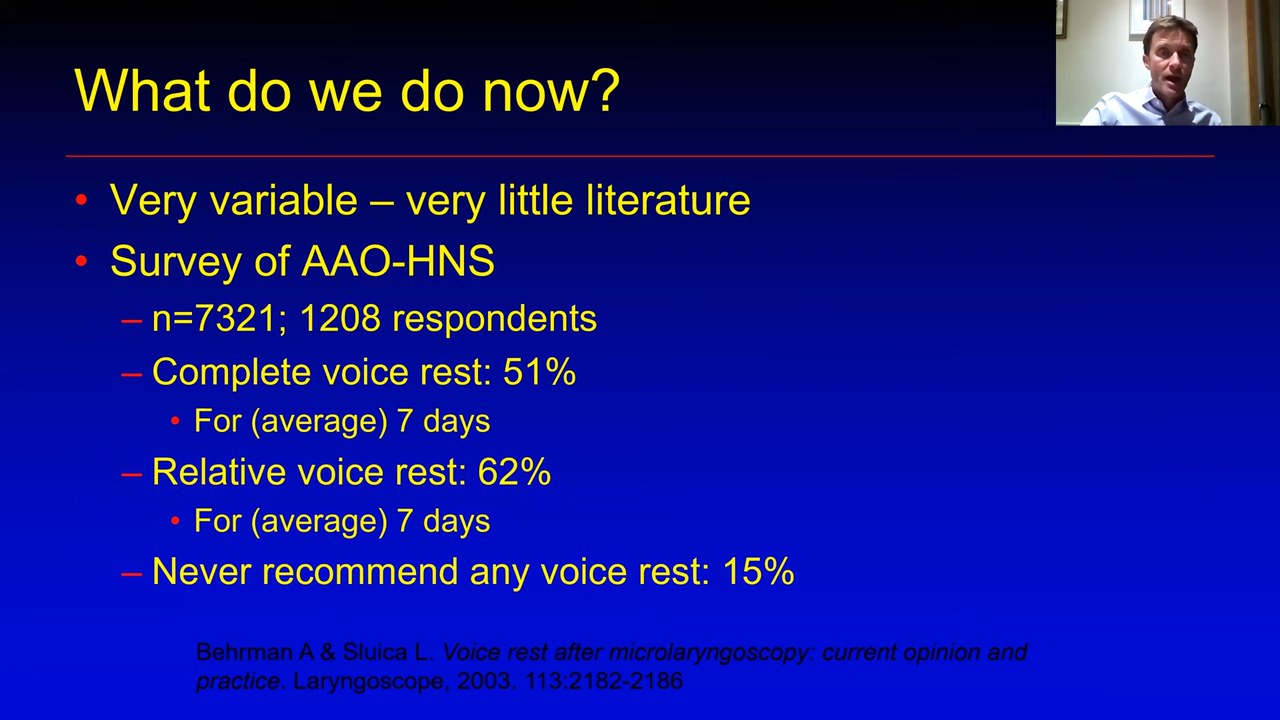 What do we do now?
• Very variable – very little literature
• Survey of AAO-HNS
– n=7321; 1208 respondents
– Complete voice rest: 51%
• For (average) 7 days
– Relative voice rest: 62%
• For (average) 7 days
– Never recommend any voice rest: 15%
Behrman A & Sluica L. Voice rest after microlaryngoscopy: current opinion and
practice. Laryngoscope, 2003. 113:2182-2186